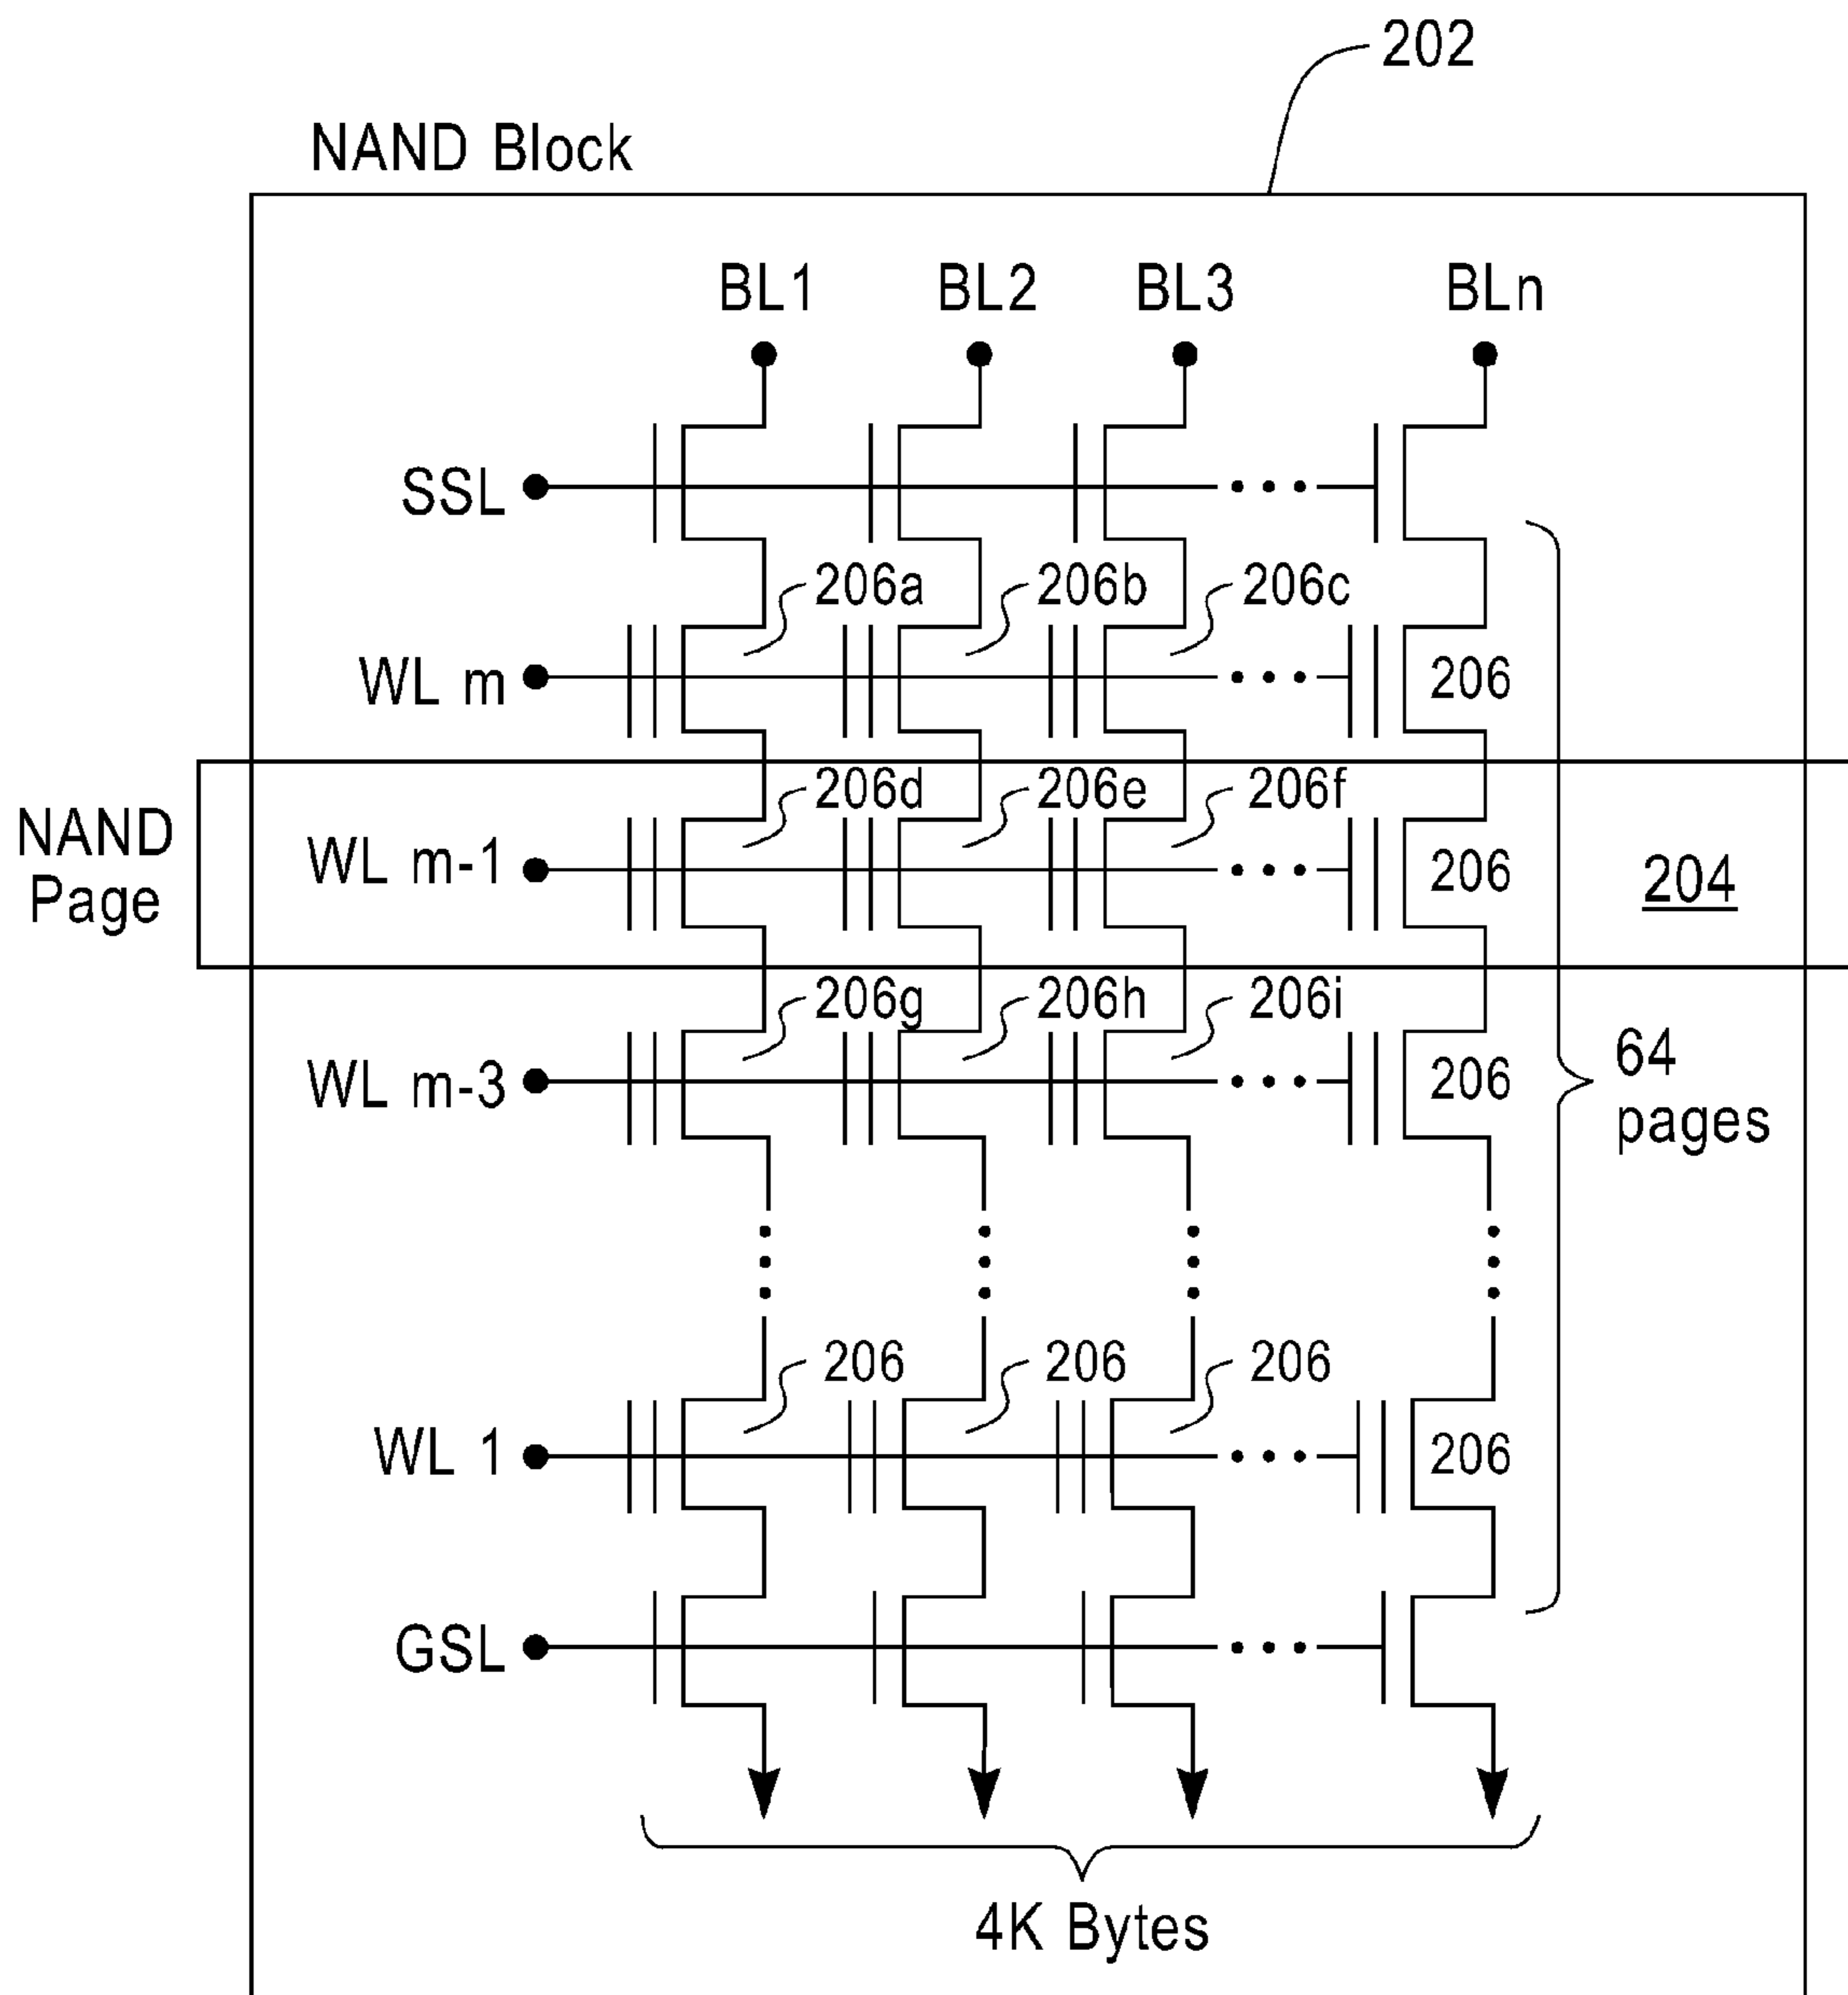 202
NAND Block
BL1 BL2 BL3 BLn
SSL
206a 206b 206c
WL m 206
206d 206e 206f
NAND
Page
WL m-1 206 204
206g 206h 206i
WL m-3 206
64
pages
206 206 206
WL 1 206
GSL
4K Bytes